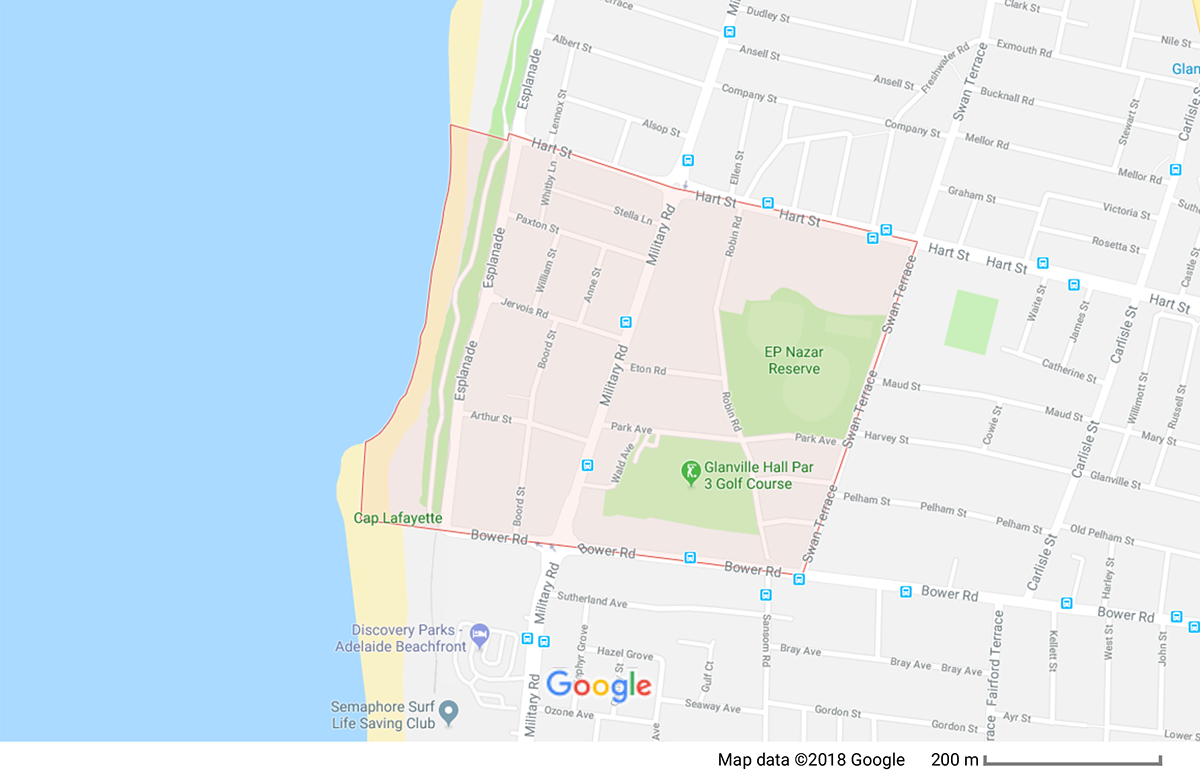 Terrace
Clark St
Dudley St
Military
Albert St
Ansell St
Freshwater Rd
Exmouth Rd
Nile St
Glan
Esplanade
Swan Terrace
Ansell St
Company St
Bucknall Rd
Lennox St
Stewart St
Carlisle St
Alsop St
Company St
Mellor Rd
Hart St
Ellen St
Mellor Rd
Whitby Ln
Graham St
Hart St
Victoria St
Stella Ln
Hart St
Paxton St
Military Rd
Robin Rd
Rosetta St
Hart St
Hart St
Castle St
Esplanade
William St
Anne St
Swan Terrace
Waite St
Hart St
Jervois Rd
James St
Carlisle St
Boord St
EP Nazar
Reserve
Esplanade
Military Rd
Eton Rd
Catherine St
Maud St
Swan Terrace
Willimott St
Russell St
Robin Rd
Maud St
Arthur St
Park Ave
Park Ave
Harvey St
Cowie St
Mary St
Wald Ave
Carlisle St
Glanville Hall Par
3 Golf Course
Glanville St
Boord St
Pelham St
Pelham St
Cap Lafayette
Swan Terrace
Pelham St
Old Pelham St
Bower Rd
Bower Rd
Carlisle St
Bower Rd
Harley St
Military Rd
Sutherland Ave
Bower Rd
Bower Rd
Discovery Parks -
Adelaide Beachfront
Sansom Rd
Fairford Terrace
Kellett St
West St
John St
Hazel Grove
Bray Ave
Bray Ave
Bray Ave
Gulf Ct
Google
Semaphore Surf
Life Saving Club
Military Rd
Ozone Ave
Seaway Ave
Gordon St
Gordon St
Ayr St
Lower S
Ave
Map data ©2018 Google
200 m